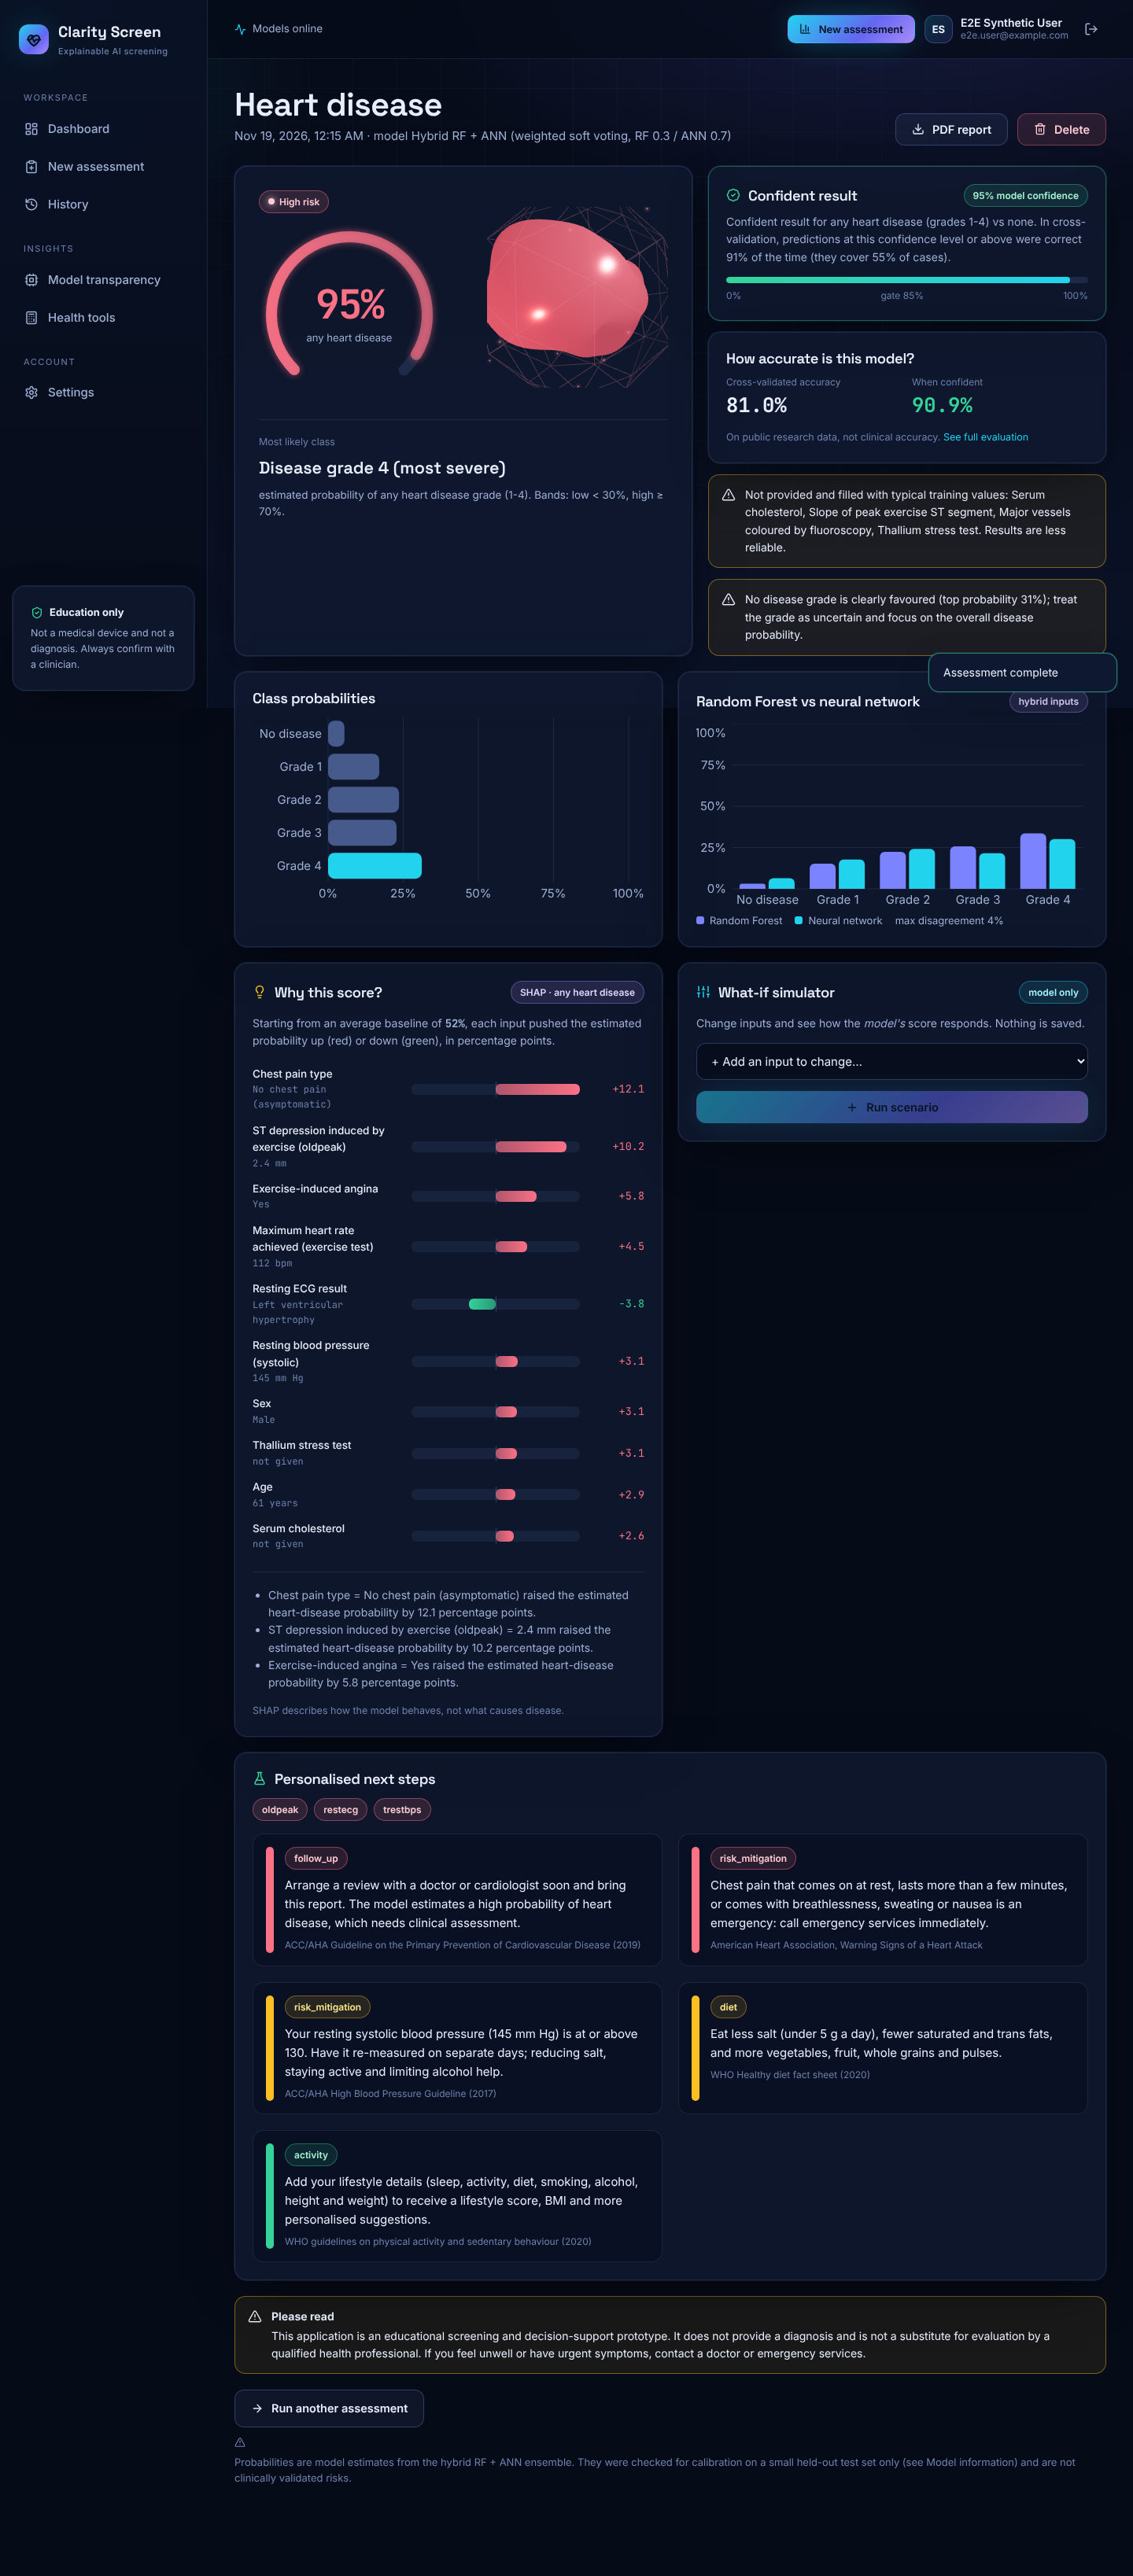 Clarity Screen
Explainable AI screening
WORKSPACE
Dashboard
New assessment
History
INSIGHTS
Model transparency
Health tools
ACCOUNT
Settings
Education only
Not a medical device and not a
diagnosis. Always confirm with
a clinician.
Models online
New assessment
ES
E2E Synthetic User
e2e.user@example.com
Heart disease
Nov 19, 2026, 12:15 AM · model Hybrid RF + ANN (weighted soft voting, RF 0.3 / ANN 0.7)
PDF report
Delete
High risk
95%
any heart disease
Most likely class
Disease grade 4 (most severe)
estimated probability of any heart disease grade (1-4). Bands: low < 30%, high ≥
70%.
Confident result
95% model confidence
Confident result for any heart disease (grades 1-4) vs none. In cross-
validation, predictions at this confidence level or above were correct
91% of the time (they cover 55% of cases).
0%
gate 85%
100%
How accurate is this model?
Cross-validated accuracy
When confident
81.0%
90.9%
On public research data, not clinical accuracy. See full evaluation
Not provided and filled with typical training values: Serum
cholesterol, Slope of peak exercise ST segment, Major vessels
coloured by fluoroscopy, Thallium stress test. Results are less
reliable.
No disease grade is clearly favoured (top probability 31%); treat
the grade as uncertain and focus on the overall disease
probability.
Assessment complete
Class probabilities
No disease
Grade 1
Grade 2
Grade 3
Grade 4
0%
25%
50%
75%
100%
Random Forest vs neural network
hybrid inputs
100%
75%
50%
25%
0%
No disease
Grade 1
Grade 2
Grade 3
Grade 4
Random Forest
Neural network
max disagreement 4%
Why this score?
SHAP · any heart disease
Starting from an average baseline of 52%, each input pushed the estimated
probability up (red) or down (green), in percentage points.
Chest pain type
No chest pain
(asymptomatic)
+12.1
ST depression induced by
exercise (oldpeak)
2.4 mm
+10.2
Exercise-induced angina
Yes
+5.8
Maximum heart rate
achieved (exercise test)
112 bpm
+4.5
Resting ECG result
Left ventricular
hypertrophy
-3.8
Resting blood pressure
(systolic)
145 mm Hg
+3.1
Sex
Male
+3.1
Thallium stress test
not given
+3.1
Age
61 years
+2.9
Serum cholesterol
not given
+2.6
• Chest pain type = No chest pain (asymptomatic) raised the estimated
heart-disease probability by 12.1 percentage points.
• ST depression induced by exercise (oldpeak) = 2.4 mm raised the
estimated heart-disease probability by 10.2 percentage points.
• Exercise-induced angina = Yes raised the estimated heart-disease
probability by 5.8 percentage points.
SHAP describes how the model behaves, not what causes disease.
What-if simulator
model only
Change inputs and see how the model's score responds. Nothing is saved.
+ Add an input to change...
Run scenario
Personalised next steps
oldpeak
restecg
trestbps
follow_up
Arrange a review with a doctor or cardiologist soon and bring
this report. The model estimates a high probability of heart
disease, which needs clinical assessment.
ACC/AHA Guideline on the Primary Prevention of Cardiovascular Disease (2019)
risk_mitigation
Chest pain that comes on at rest, lasts more than a few minutes,
or comes with breathlessness, sweating or nausea is an
emergency: call emergency services immediately.
American Heart Association, Warning Signs of a Heart Attack
risk_mitigation
Your resting systolic blood pressure (145 mm Hg) is at or above
130. Have it re-measured on separate days; reducing salt,
staying active and limiting alcohol help.
ACC/AHA High Blood Pressure Guideline (2017)
diet
Eat less salt (under 5 g a day), fewer saturated and trans fats,
and more vegetables, fruit, whole grains and pulses.
WHO Healthy diet fact sheet (2020)
activity
Add your lifestyle details (sleep, activity, diet, smoking, alcohol,
height and weight) to receive a lifestyle score, BMI and more
personalised suggestions.
WHO guidelines on physical activity and sedentary behaviour (2020)
Please read
This application is an educational screening and decision-support prototype. It does not provide a diagnosis and is not a substitute for evaluation by a
qualified health professional. If you feel unwell or have urgent symptoms, contact a doctor or emergency services.
Run another assessment
Probabilities are model estimates from the hybrid RF + ANN ensemble. They were checked for calibration on a small held-out test set only (see Model information) and are not
clinically validated risks.